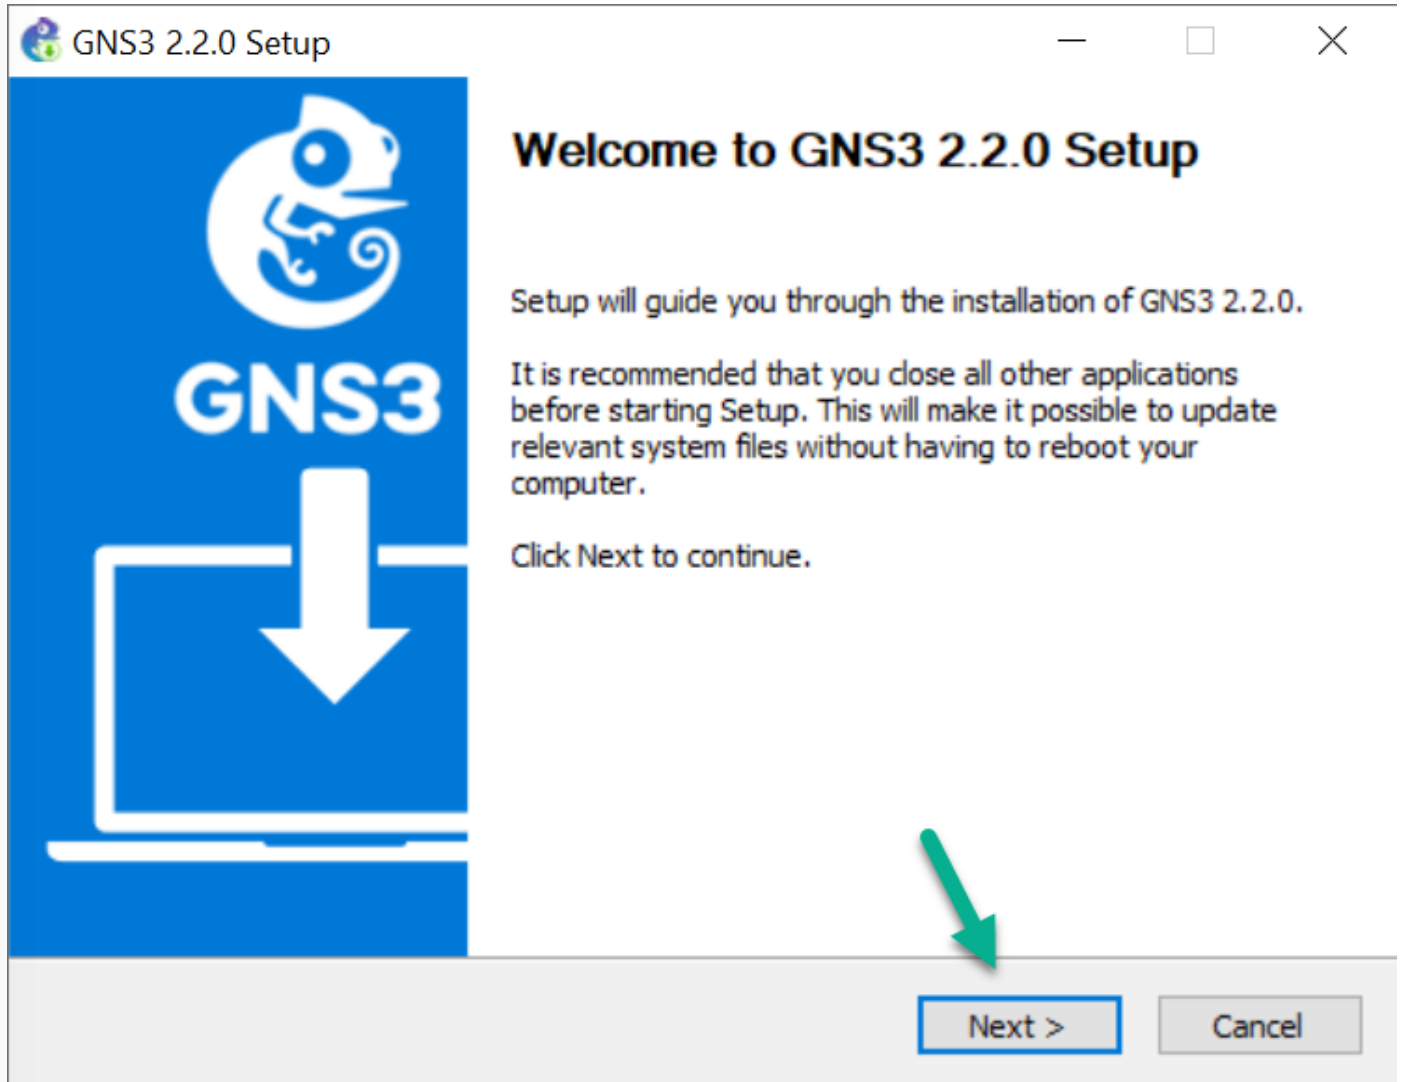 GNS3 2.2.0 Setup
Welcome to GNS3 2.2.0 Setup
GNS3
Setup will guide you through the installation of GNS3 2.2.0.
It is recommended that you close all other applications
before starting Setup. This will make it possible to update
relevant system files without having to reboot your
computer.
Click Next to continue.
Next >
Cancel